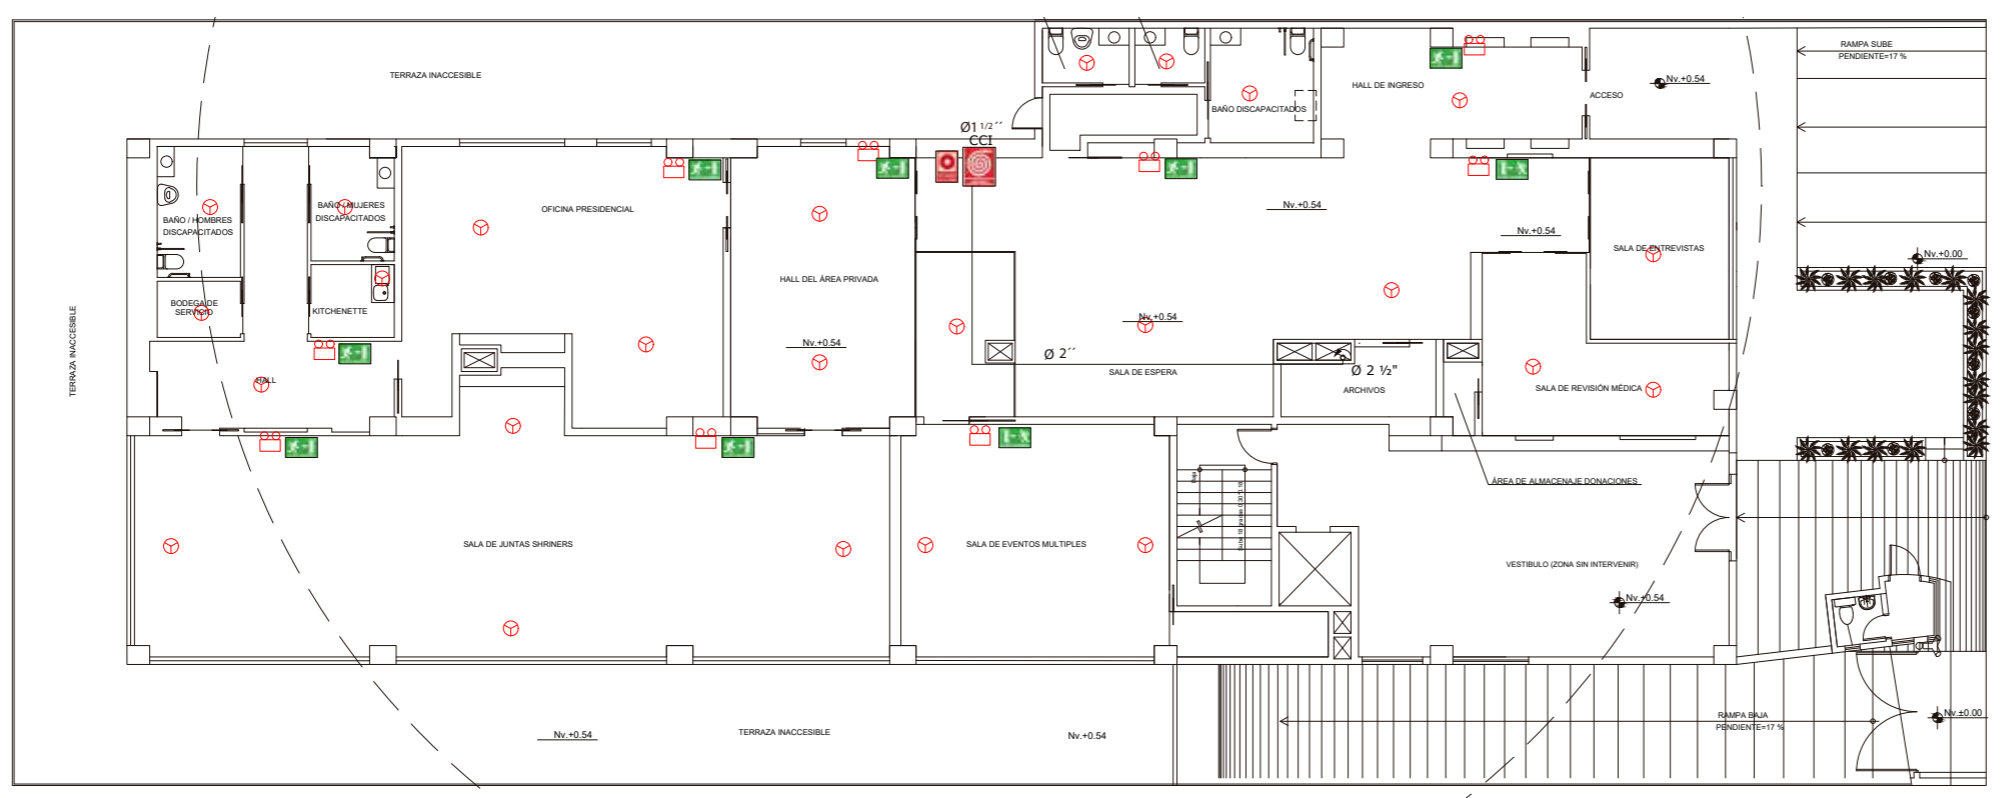 TERRAZA INACCESIBLE
RAMPA SUBE
PENDIENTE=17 %
Nv.+0.54
HALL DE INGRESO
ACCESO
BAÑO DISCAPACITADOS
Ø1 1/2´´
CCI
BAÑO / HOMBRES
DISCAPACITADOS
BAÑO / MUJERES
DISCAPACITADOS
OFICINA PRESIDENCIAL
Nv.+0.54
Nv.+0.54
SALA DE ENTREVISTAS
Nv.+0.00
HALL DEL ÁREA PRIVADA
BODEGA DE
SERVICIO
KITCHENETTE
Nv.+0.54
Nv.+0.54
TERRAZA INACCESIBLE
Ø 2´´
SALA DE ESPERA
Ø 2 ½"
ARCHIVOS
SALA DE REVISIÓN MÉDICA
HALL
ÁREA DE ALMACENAJE DONACIONES
Baja
SALA DE JUNTAS SHRINERS
SALA DE EVENTOS MULTIPLES
VESTIBULO (ZONA SIN INTERVENIR)
Nv.+0.54
RAMPA BAJA
PENDIENTE=17 %
Nv.±0.00
Nv.+0.54
TERRAZA INACCESIBLE
Nv.+0.54